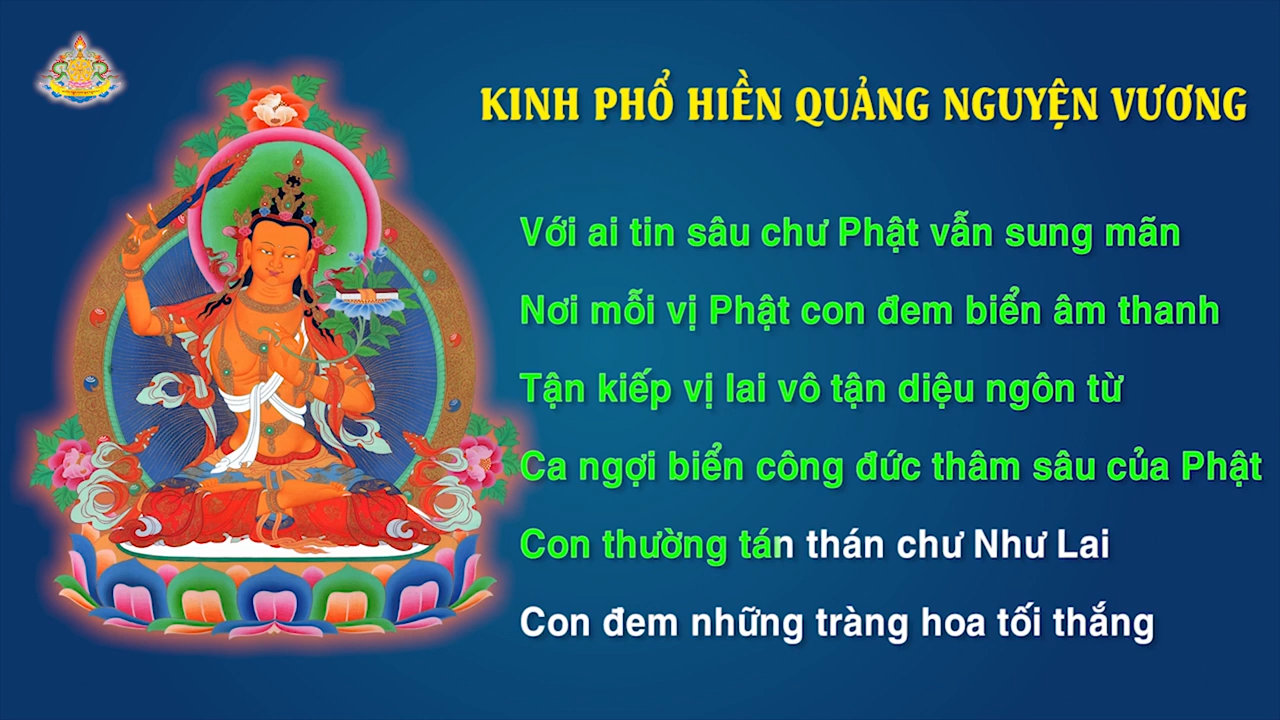 KINH PHỔ HIỀN QUẢNG NGUYỆN VƯƠNG
Với ai tin sâu chư Phật vẫn sung mãn
Nơi mỗi vị Phật con đem biển âm thanh
Tận kiếp vị lai vô tận diệu ngôn từ
Ca ngợi biển công đức thâm sâu của Phật
Con thường tán thán chư Như Lai
Con đem những tràng hoa tối thắng